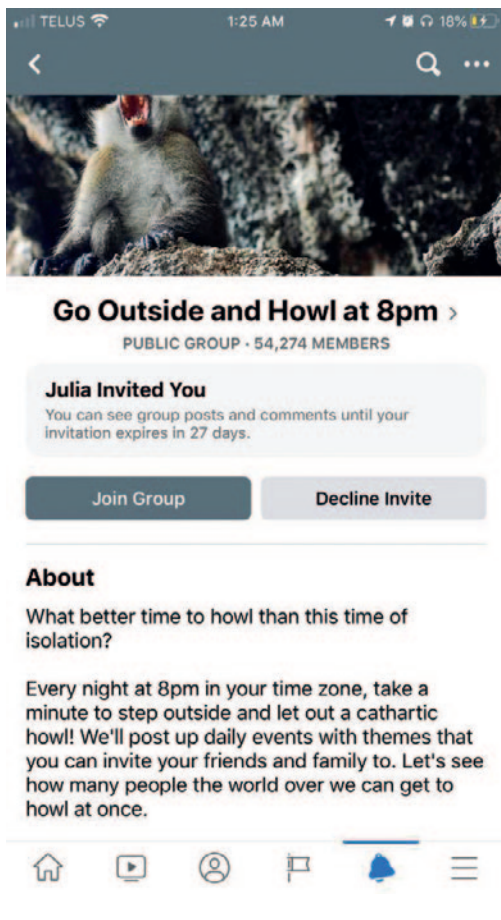 TELUS 1:25 AM 18%
Go Outside and Howl at 8pm >
PUBLIC GROUP · 54,274 MEMBERS
Julia Invited You
You can see group posts and comments until your
invitation expires in 27 days.
Join Group Decline Invite
About
What better time to howl than this time of
isolation?
Every night at 8pm in your time zone, take a
minute to step outside and let out a cathartic
howl! We'll post up daily events with themes that
you can invite your friends and family to. Let's see
how many people the world over we can get to
howl at once.